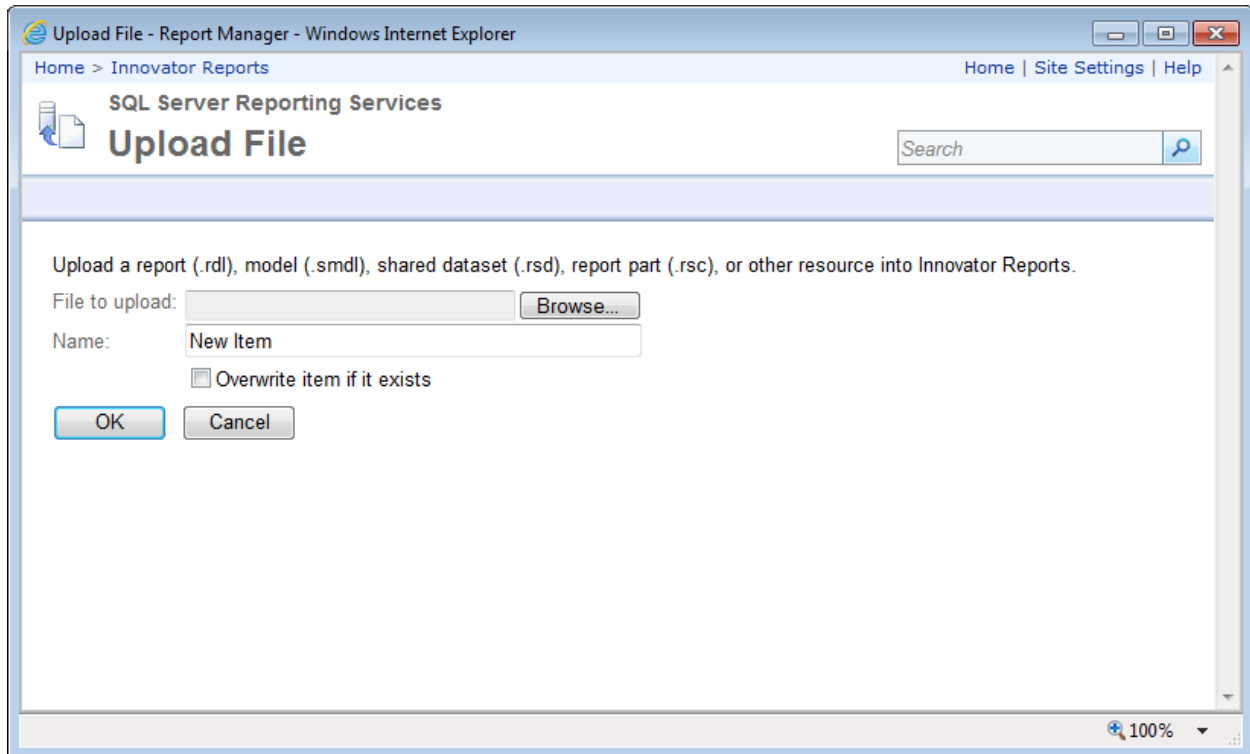 Upload File - Report Manager - Windows Internet Explorer
Home > Innovator Reports
Home | Site Settings | Help
SQL Server Reporting Services
Upload File
Search
Upload a report (.rdl), model (.smdl), shared dataset (.rsd), report part (.rsc), or other resource into Innovator Reports.
File to upload:
Browse...
Name:
New Item
Overwrite item if it exists
OK
Cancel
100%